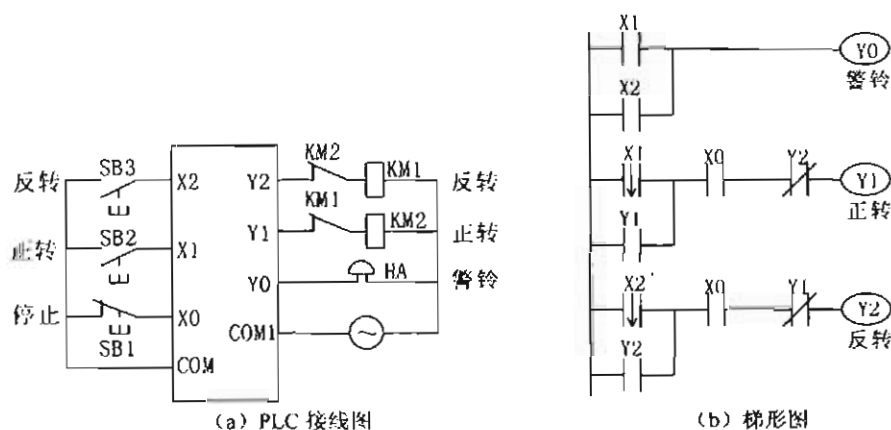 反转
SB3
X2
Y2
KM2
KM1
反转
正转
SB2
X1
Y1
KM1
KM2
正转
Y0
HA
警铃
停止
SB1
X0
COM1
COM
(a) PLC 接线图
X1
Y0
警铃
X2
X1
X0
Y2
Y1
正转
Y1
X2
X0
Y1
Y2
反转
Y2
(b) 梯形图